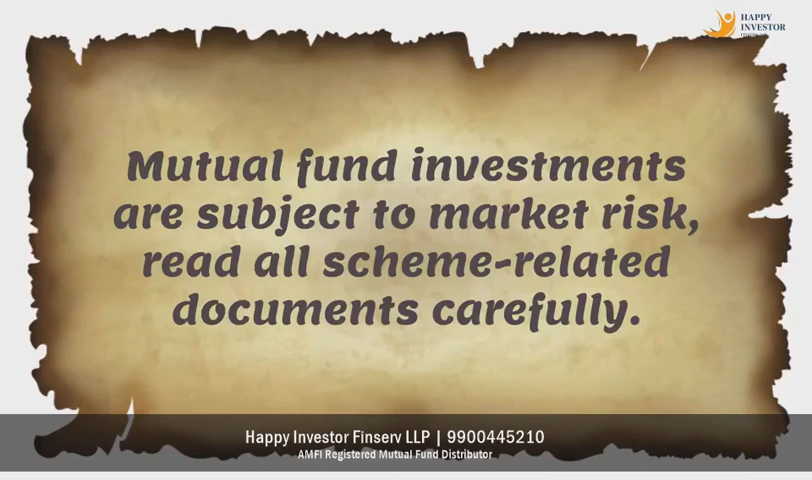 HAPPY
INVESTOR
Mutual fund investments
are subject to market risk,
read all scheme-related
documents carefully.
Happy Investor Finserv LLP | 9900445210
AMFI Registered Mutual Fund Distributor